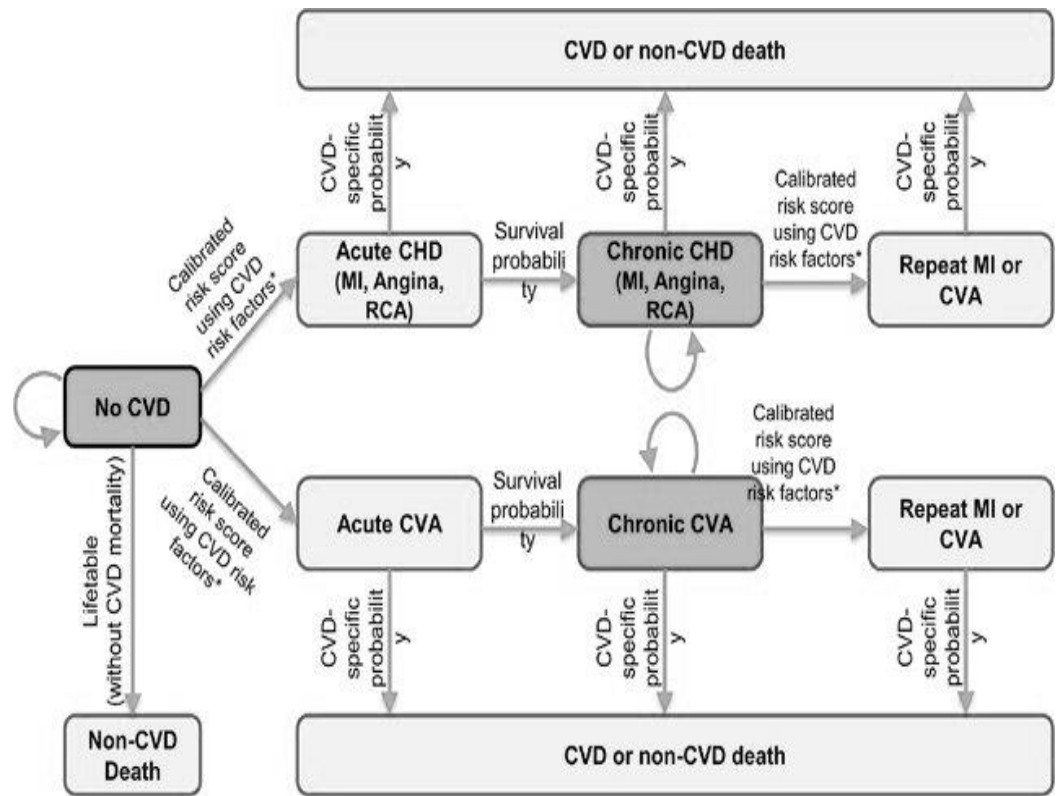 CVD or non-CVD death
CVD-
specific
probabilit
y
CVD-
specific
probabilit
y
CVD-
specific
probabilit
y
Calibrated
risk score
using CVD
risk factors*
Acute CHD
(MI, Angina,
RCA)
Survival
probabili
ty
Chronic CHD
(MI, Angina,
RCA)
Calibrated
risk score
using CVD
risk factors*
Repeat MI or
CVA
No CVD
Calibrated
risk score
using CVD risk
factors*
Acute CVA
Survival
probabili
ty
Chronic CVA
Calibrated
risk score
using CVD
risk factors*
Repeat MI or
CVA
Lifetable
(without CVD mortality)
CVD-
specific
probabilit
y
CVD-
specific
probabilit
y
CVD-
specific
probabilit
y
Non-CVD
Death
CVD or non-CVD death